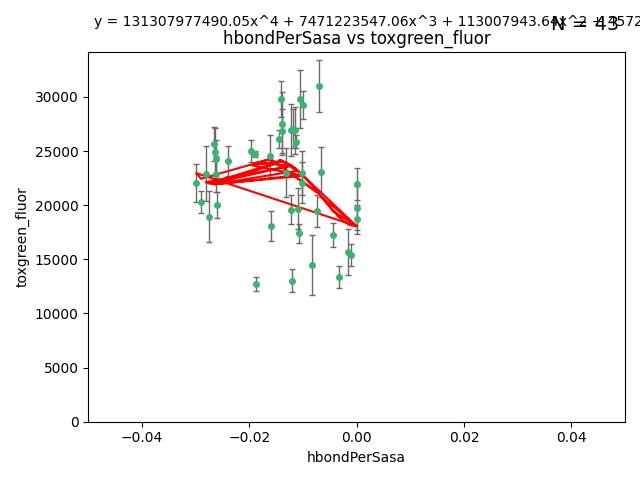 y = 131307977490.05x^4 + 7471223547.06x^3 + 113007943.64x^2 +
N = 43
hbondPerSasa vs toxgreen_fluor
30000
25000
20000
15000
10000
5000
0
toxgreen_fluor
−0.04 −0.02 0.00 0.02 0.04
hbondPerSasa